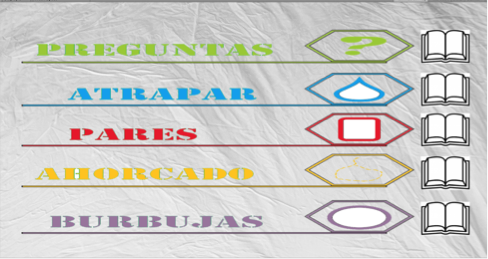 PREGUNTAS
?
ATRAPAR
PARES
AHORCADO
BURBUJAS